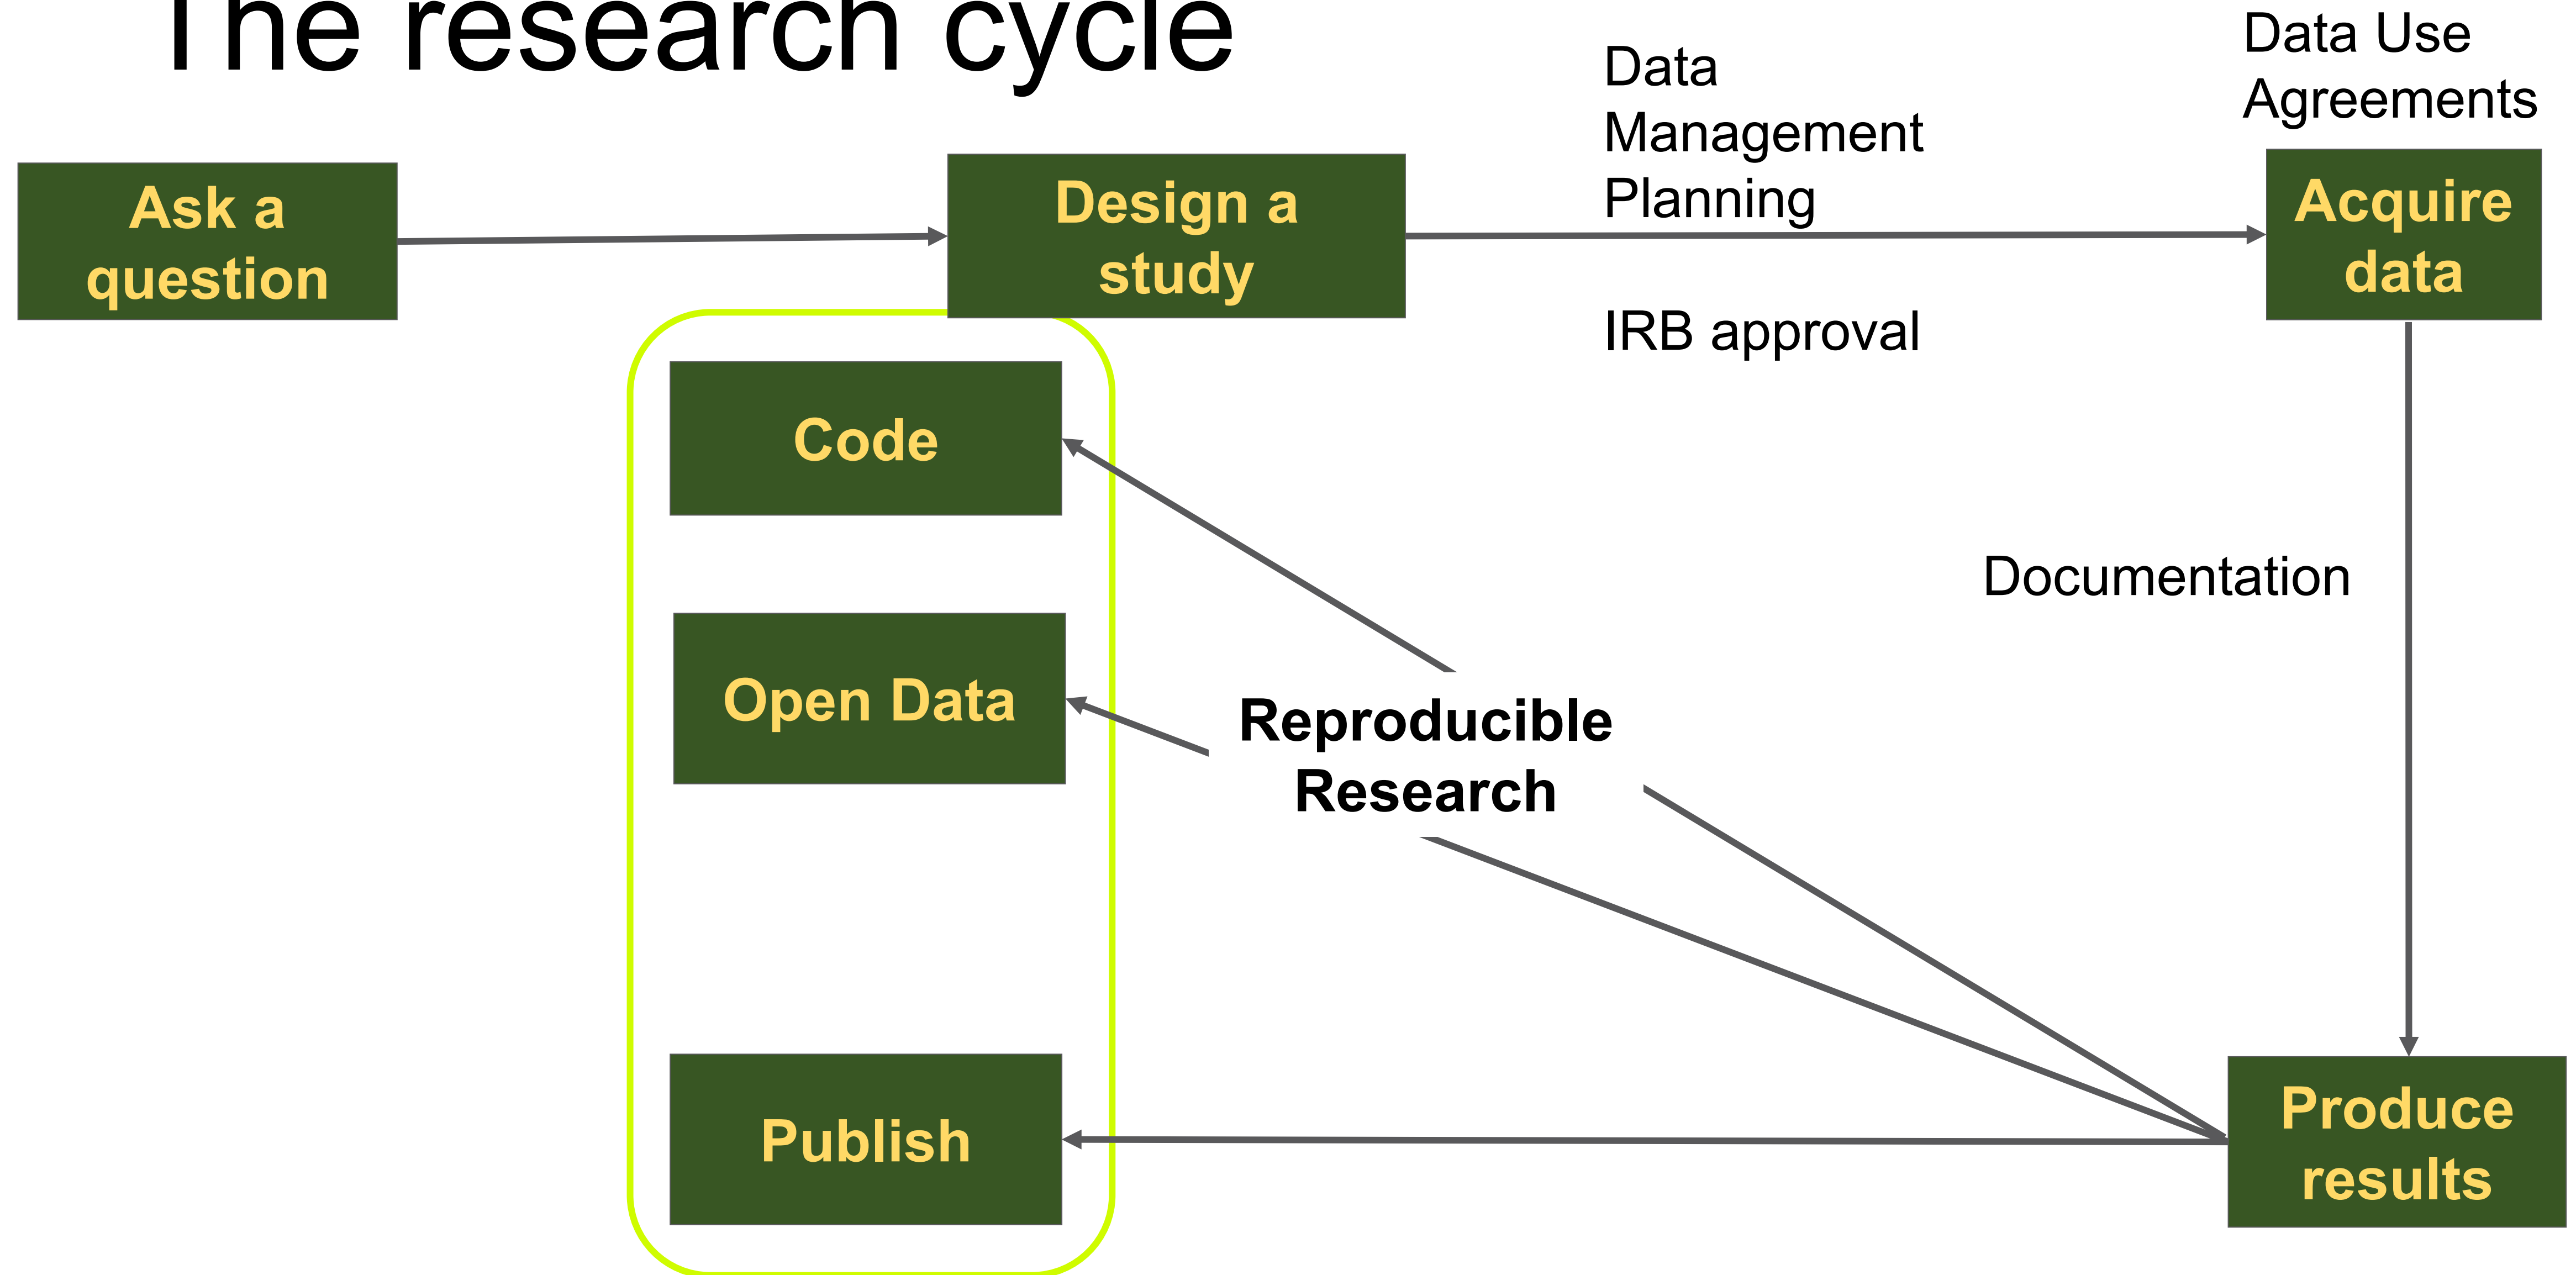 The research cycle
Data Use
Agreements
Data
Management
Planning
Ask a
question
Design a
study
Acquire
data
IRB approval
Code
Documentation
Open Data
Reproducible
Research
Publish
Produce
results